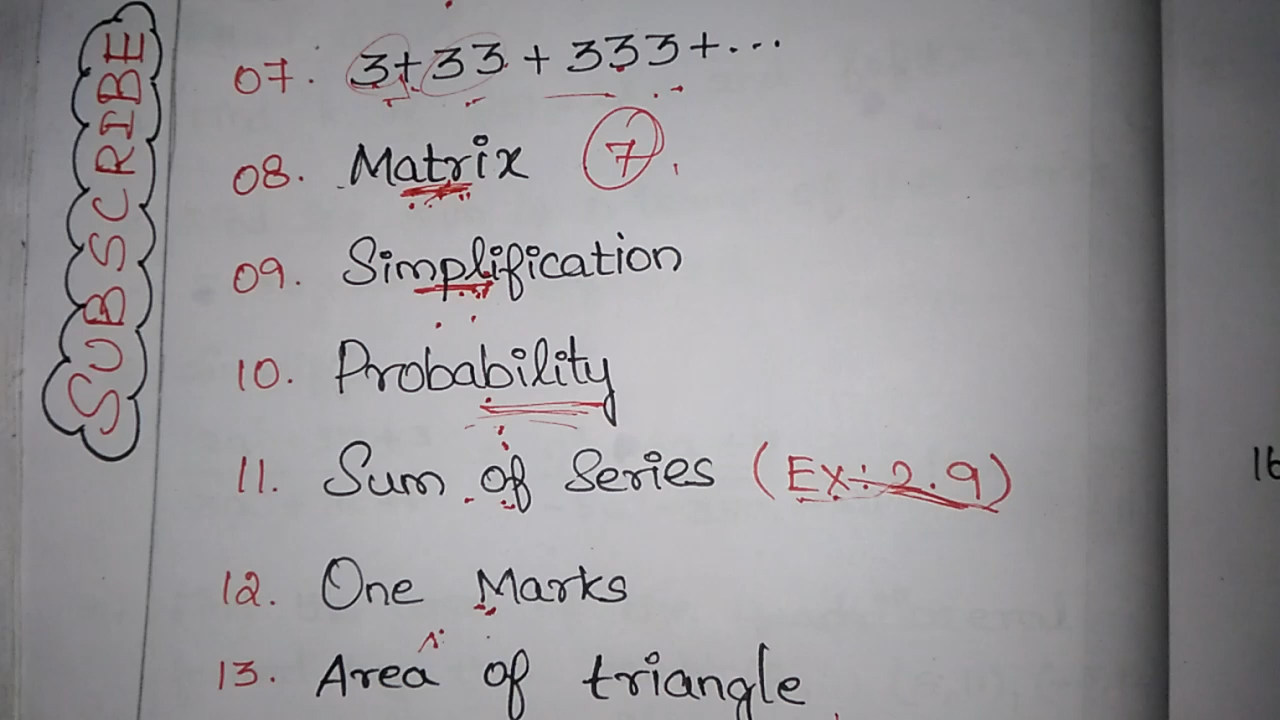 SUBSCRIBE
07. 3+33+333+...
08. Matrix 7
09. Simplification
10. Probability
11. Sum of Series (Ex:-2.9)
12. One Marks
13. Area of triangle
16